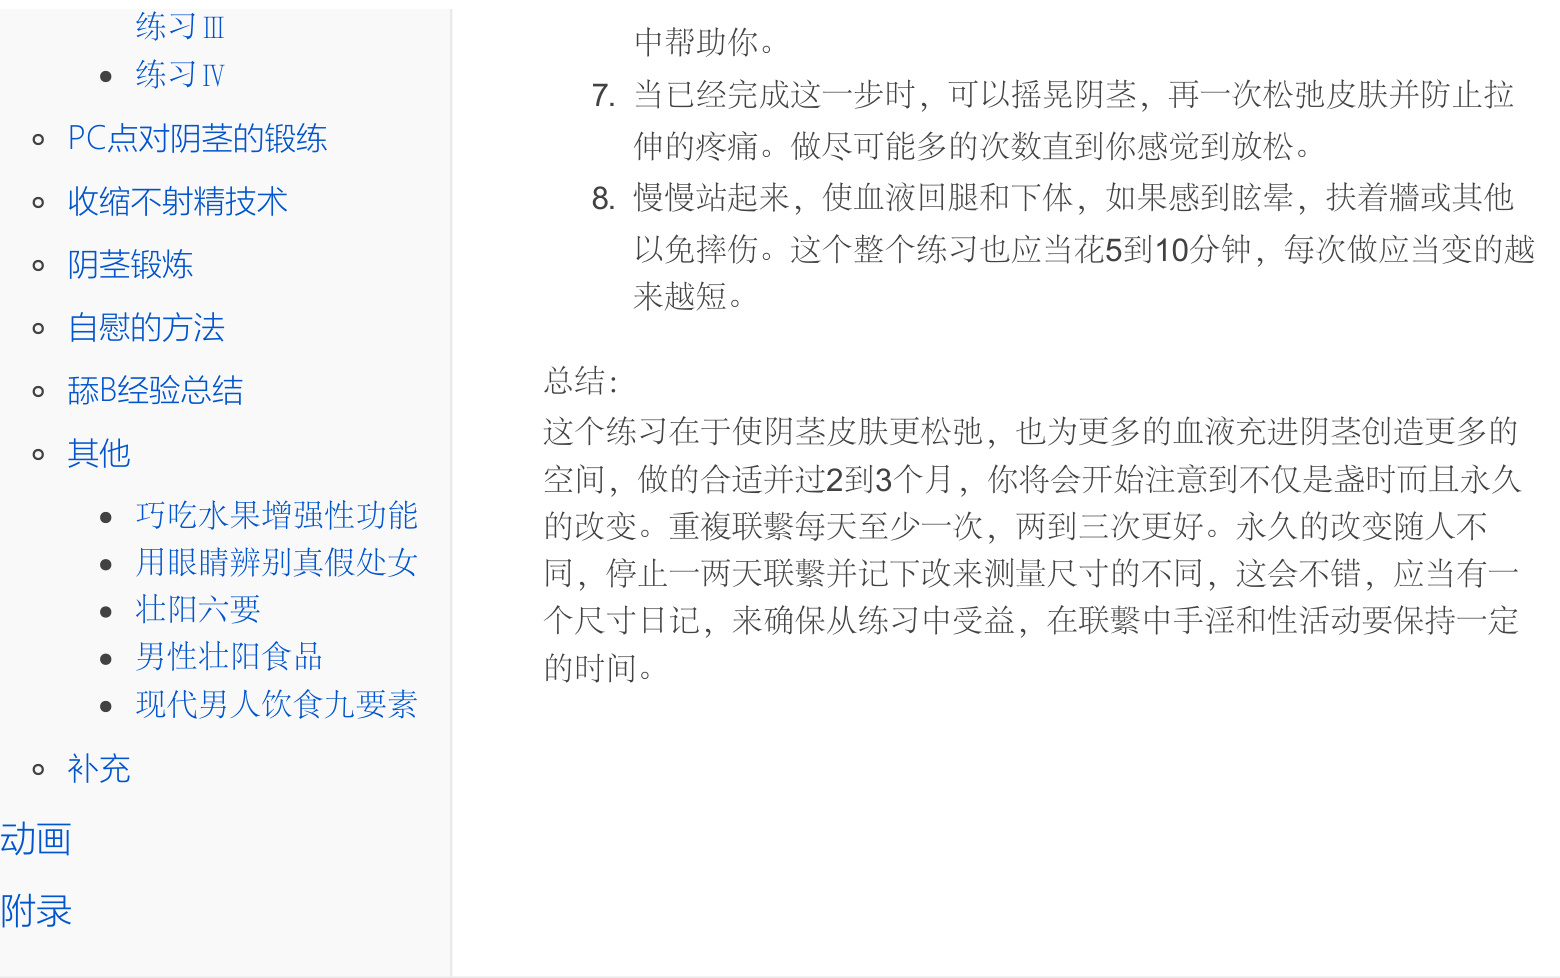 练习Ⅲ
练习Ⅳ
PC点对阴茎的锻练
收缩不射精技术
阴茎锻炼
自慰的方法
舔B经验总结
其他
巧吃水果增强性功能
用眼睛辨别真假处女
壮阳六要
男性壮阳食品
现代男人饮食九要素
补充
动画
附录
中帮助你。
7. 当已经完成这一步时，可以摇晃阴茎，再一次松弛皮肤并防止拉
伸的疼痛。做尽可能多的次数直到你感觉到放松。
8. 慢慢站起来，使血液回腿和下体，如果感到眩晕，扶着牆或其他
以免摔伤。这个整个练习也应当花5到10分钟，每次做应当变的越
来越短。
总结：
这个练习在于使阴茎皮肤更松弛，也为更多的血液充进阴茎创造更多的
空间，做的合适并过2到3个月，你将会开始注意到不仅是盏时而且永久
的改变。重複联繫每天至少一次，两到三次更好。永久的改变随人不
同，停止一两天联繫并记下改来测量尺寸的不同，这会不错，应当有一
个尺寸日记，来确保从练习中受益，在联繫中手淫和性活动要保持一定
的时间。